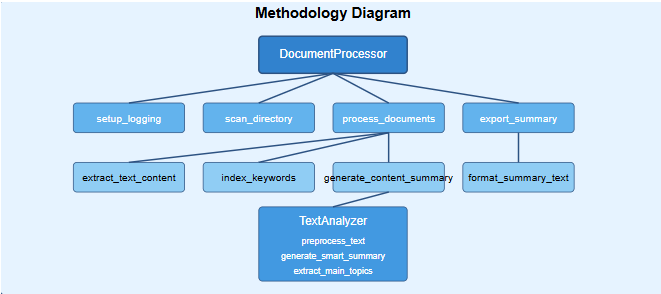 Methodology Diagram
DocumentProcessor
setup_logging
scan_directory
process_documents
export_summary
extract_text_content
index_keywords
generate_content_summary
format_summary_text
TextAnalyzer
preprocess_text
generate_smart_summary
extract_main_topics